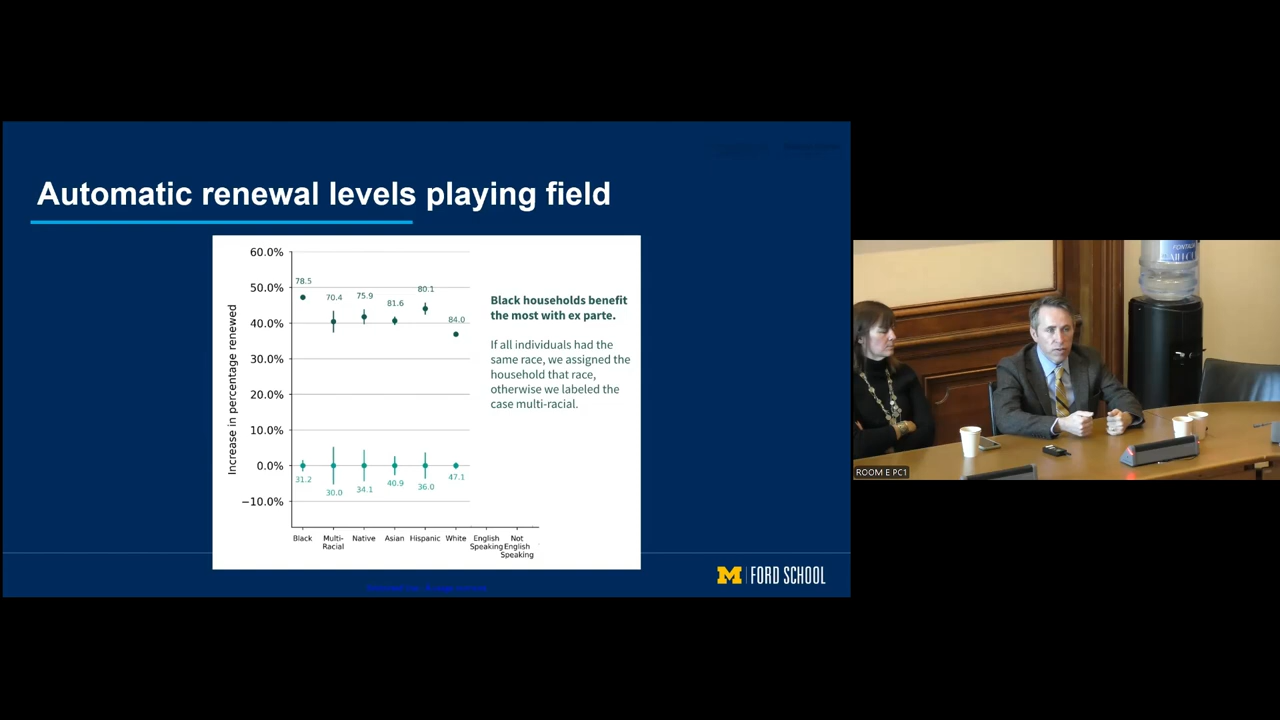 Automatic renewal levels playing field
Increase in percentage renewed
60.0%
50.0%
40.0%
30.0%
20.0%
10.0%
0.0%
−10.0%
78.5
70.4
75.9
81.6
80.1
84.0
31.2
30.0
34.1
40.9
36.0
47.1
Black
Multi-
Racial
Native
Asian
Hispanic
White
English
Speaking
Not
English
Speaking
Black households benefit
the most with ex parte.
If all individuals had the
same race, we assigned the
household that race,
otherwise we labeled the
case multi-racial.
M FORD SCHOOL
ROOM E PC1